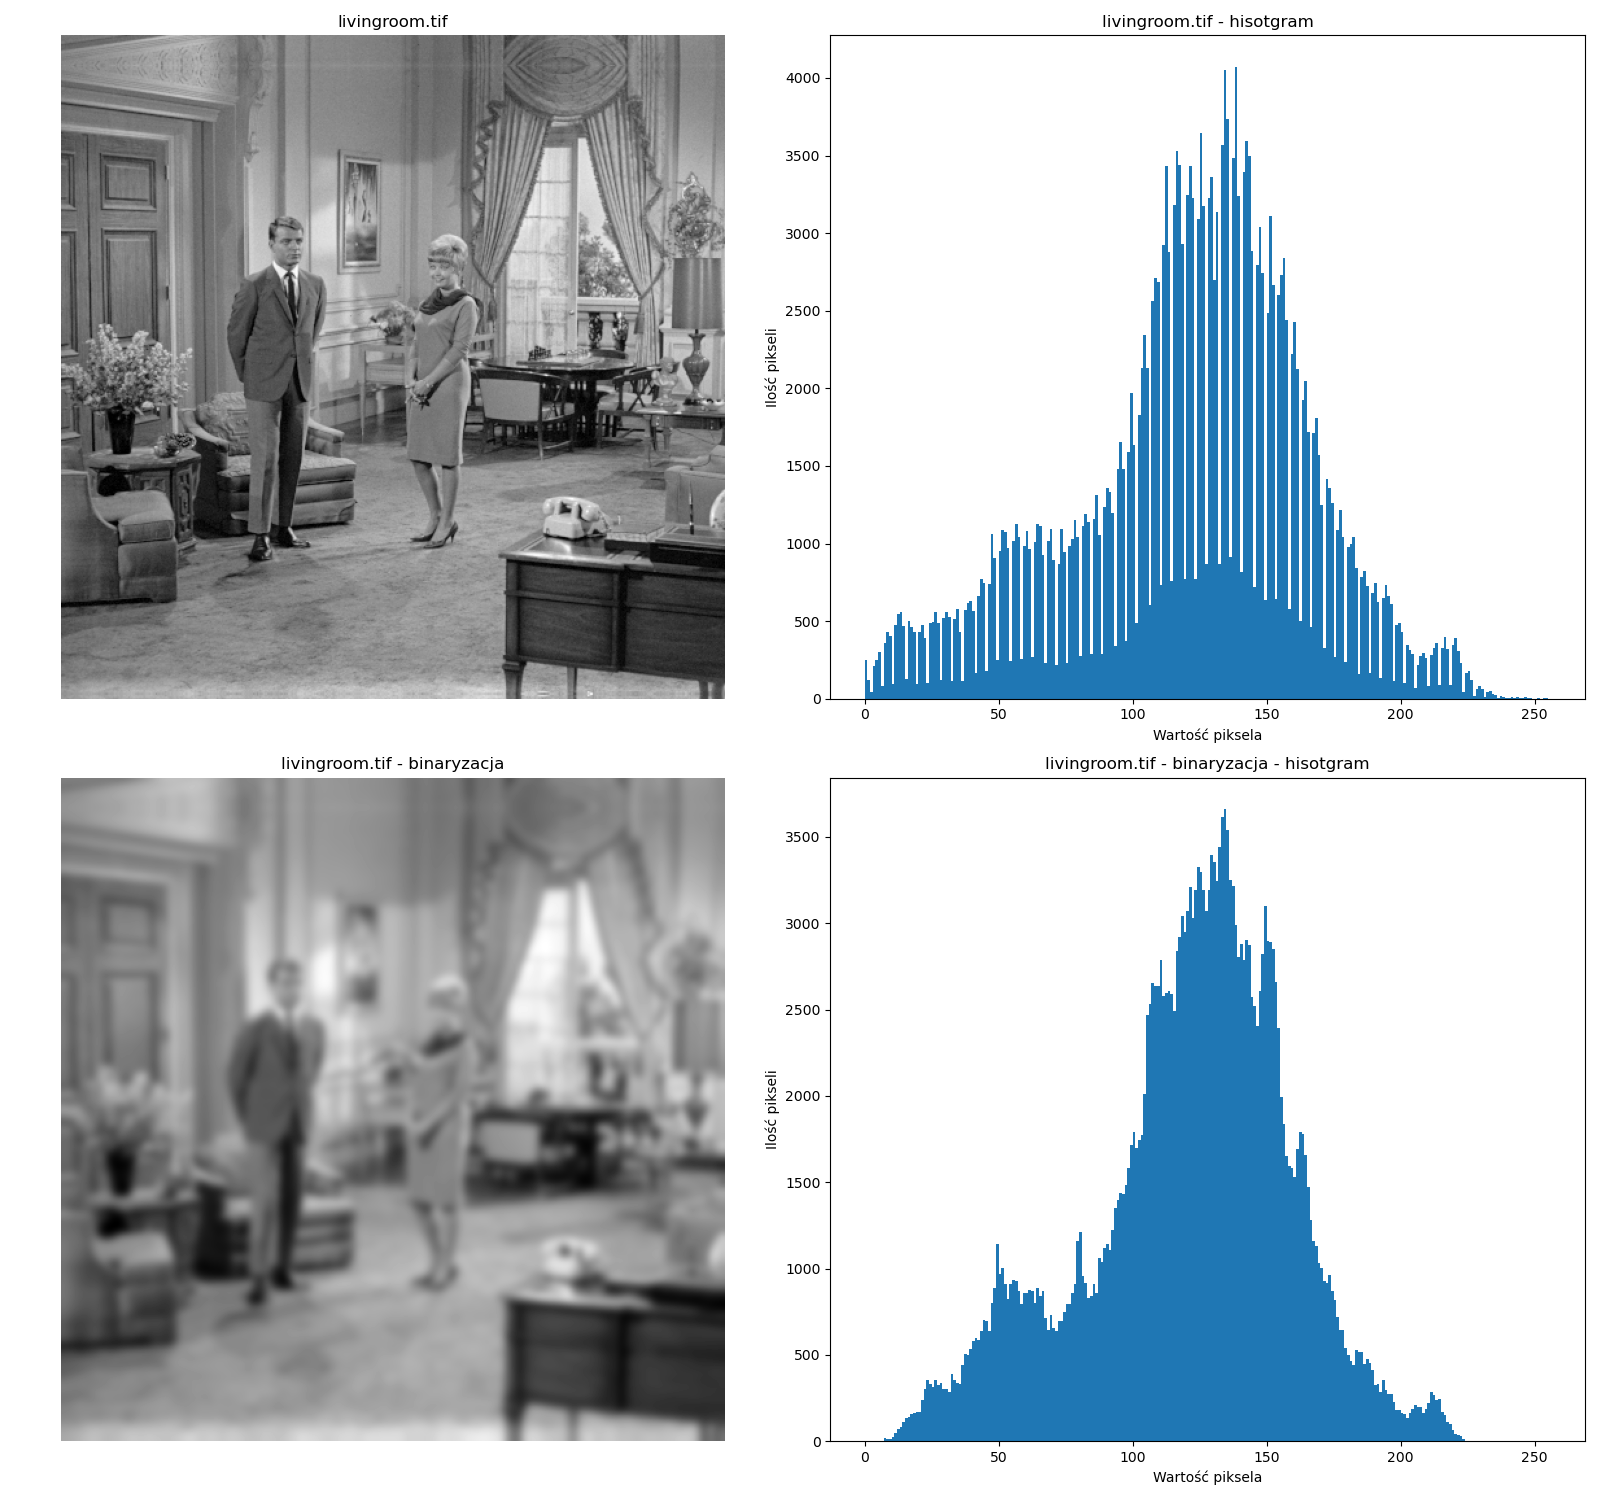 livingroom.tif
livingroom.tif - hisotgram
4000
3500
3000
2500
2000
1500
1000
500
0
Ilość pikseli
0 50 100 150 200 250
Wartość piksela
livingroom.tif - binaryzacja
livingroom.tif - binaryzacja - hisotgram
3500
3000
2500
2000
1500
1000
500
0
Ilość pikseli
0 50 100 150 200 250
Wartość piksela